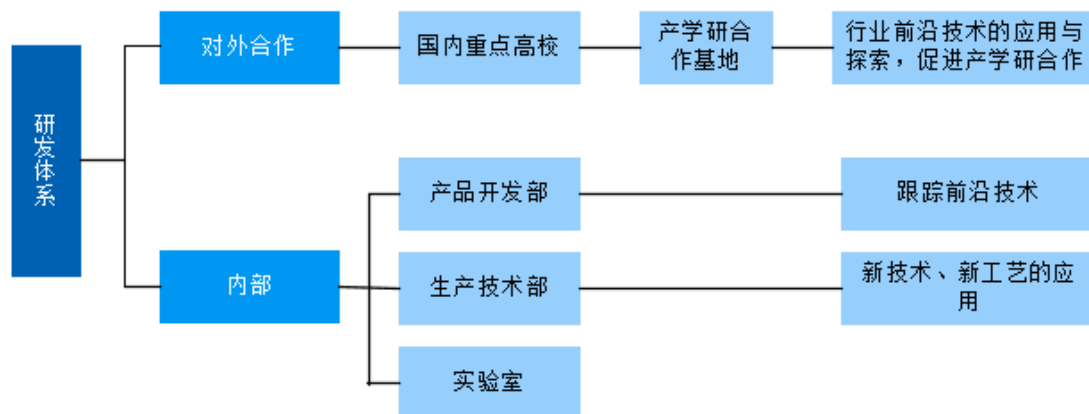 研发体系
对外合作
国内重点高校
产学研合
作基地
行业前沿技术的应用与
探索，促进产学研合作
内部
产品开发部
跟踪前沿技术
生产技术部
新技术、新工艺的应
用
实验室